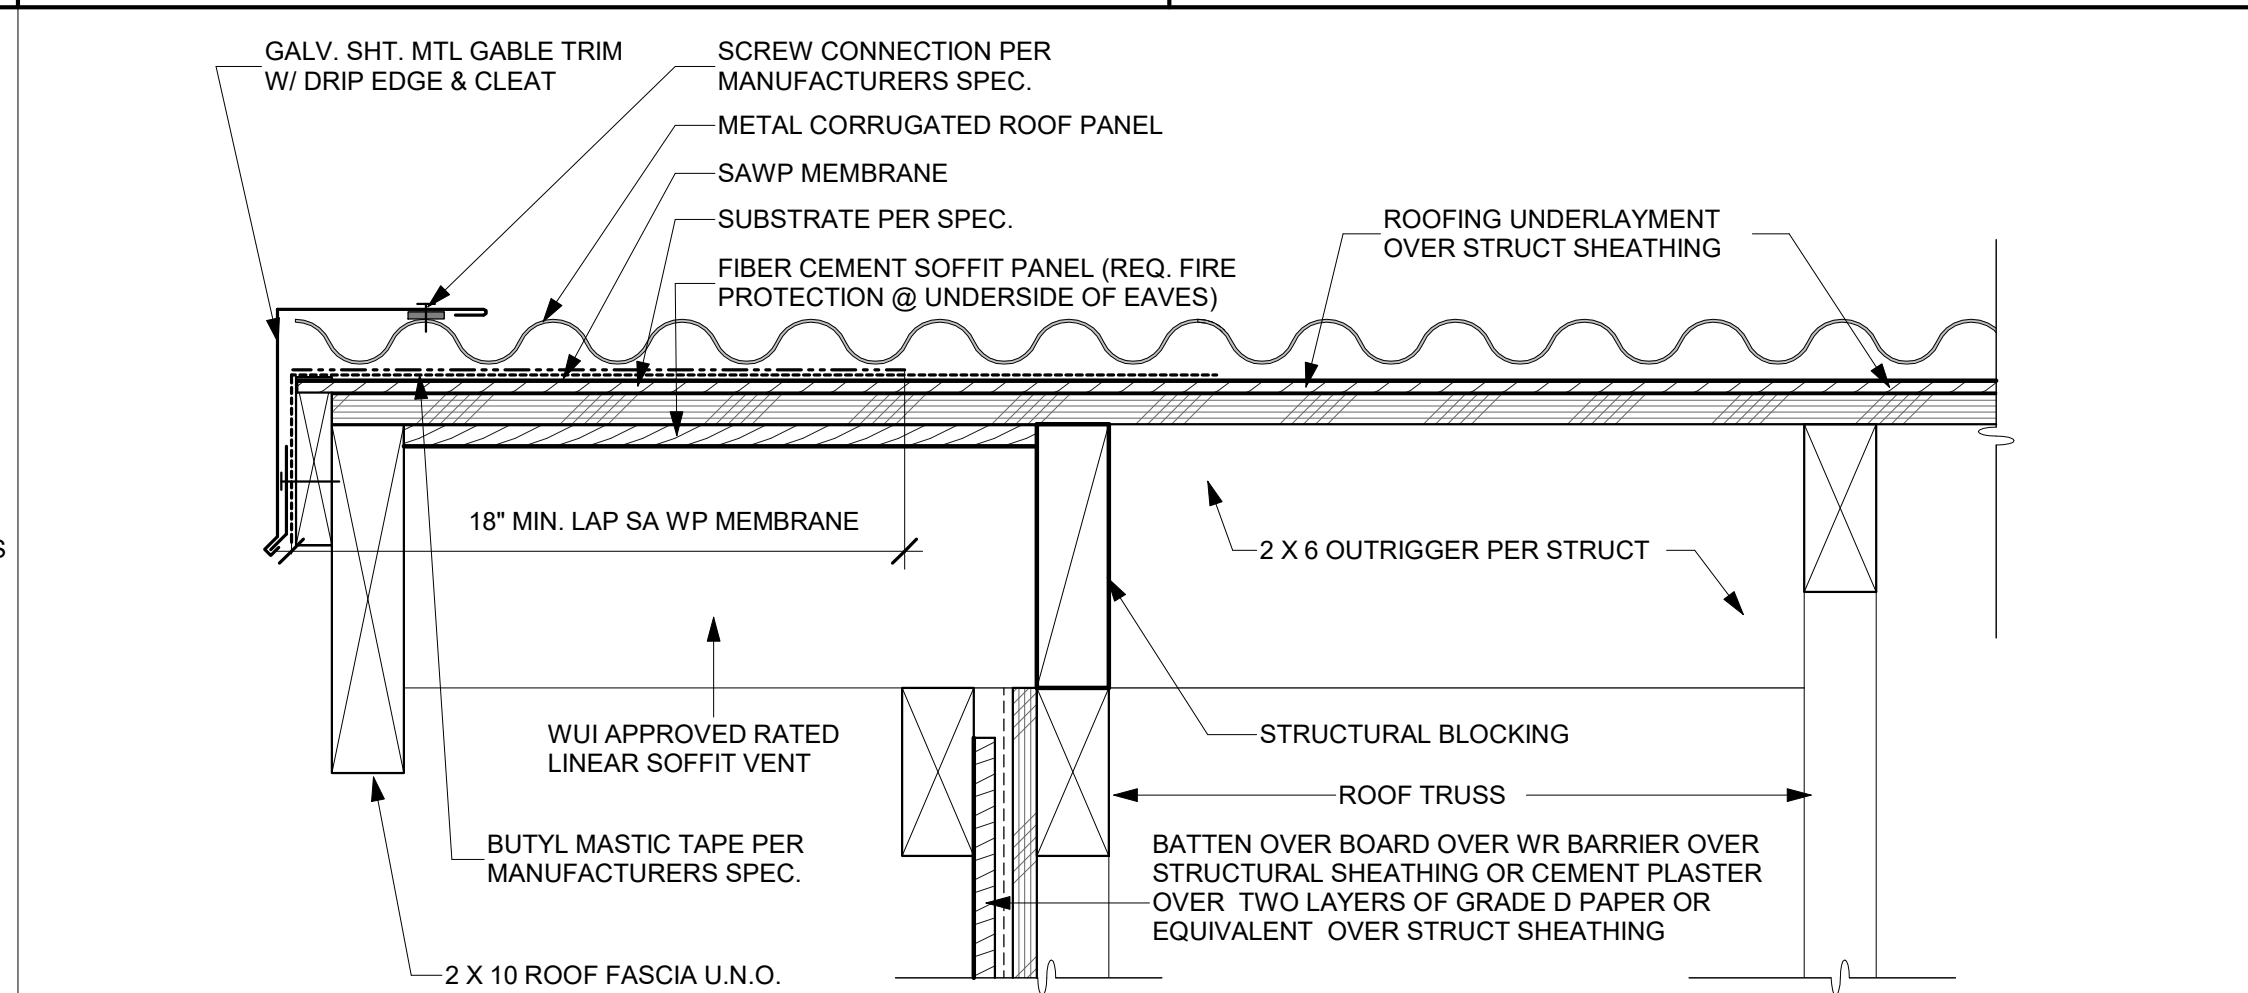 GALV. SHT. MTL GABLE TRIM
W/ DRIP EDGE & CLEAT
SCREW CONNECTION PER
MANUFACTURERS SPEC.
METAL CORRUGATED ROOF PANEL
SAWP MEMBRANE
SUBSTRATE PER SPEC.
FIBER CEMENT SOFFIT PANEL (REQ. FIRE
PROTECTION @ UNDERSIDE OF EAVES)
ROOFING UNDERLAYMENT
OVER STRUCT SHEATHING
18" MIN. LAP SA WP MEMBRANE
S
2 X 6 OUTRIGGER PER STRUCT
WUI APPROVED RATED
LINEAR SOFFIT VENT
STRUCTURAL BLOCKING
ROOF TRUSS
BUTYL MASTIC TAPE PER
MANUFACTURERS SPEC.
BATTEN OVER BOARD OVER WR BARRIER OVER
STRUCTURAL SHEATHING OR CEMENT PLASTER
OVER TWO LAYERS OF GRADE D PAPER OR
EQUIVALENT OVER STRUCT SHEATHING
2 X 10 ROOF FASCIA U.N.O.